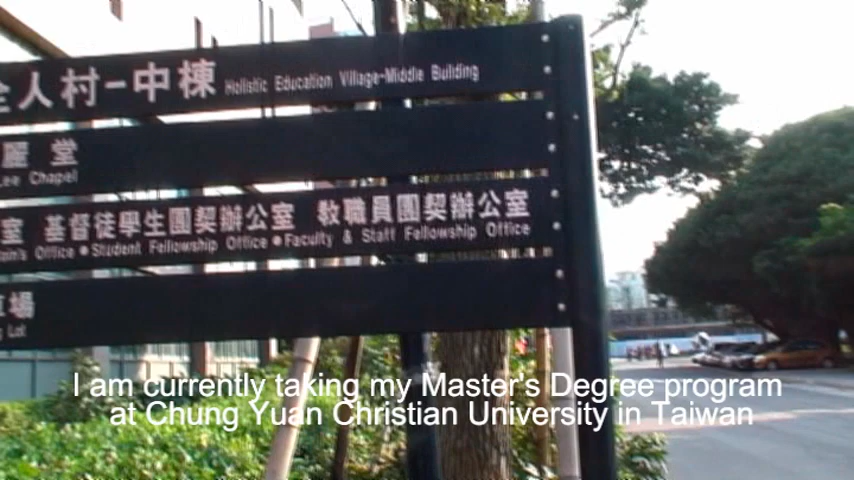 全人村-中棟 Holistic Education Village-Middle Building
麗堂
Lee Chapel
室 基督徒學生團契辦公室 教職員團契辦公室
Office ● Student Fellowship Office ● Faculty & Staff Fellowship Office
場
Lot
I am currently taking my Master's Degree program
at Chung Yuan Christian University in Taiwan